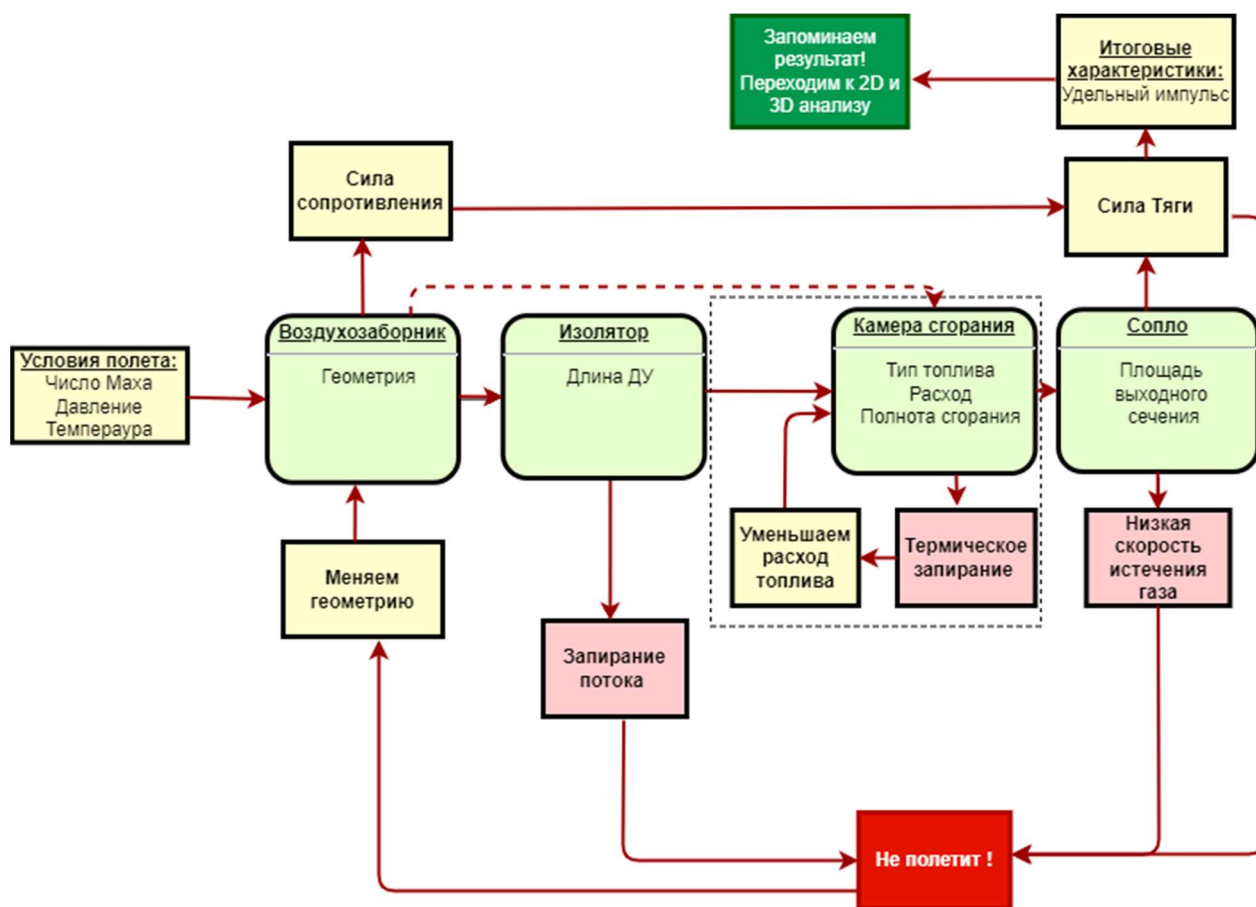 Запоминаем
результат!
Переходим к 2D и
3D анализу
Итоговые
характеристики:
Удельный импульс
Сила
сопротивления
Сила Тяги
Условия полета:
Число Маха
Давление
Темпераура
Воздухозаборник
Геометрия
Изолятор
Длина ДУ
Камера сгорания
Тип топлива
Расход
Полнота сгорания
Сопло
Площадь
выходного
сечения
Меняем
геометрию
Запирание
потока
Уменьшаем
расход
топлива
Термическое
запирание
Низкая
скорость
истечения
газа
Не полетит !